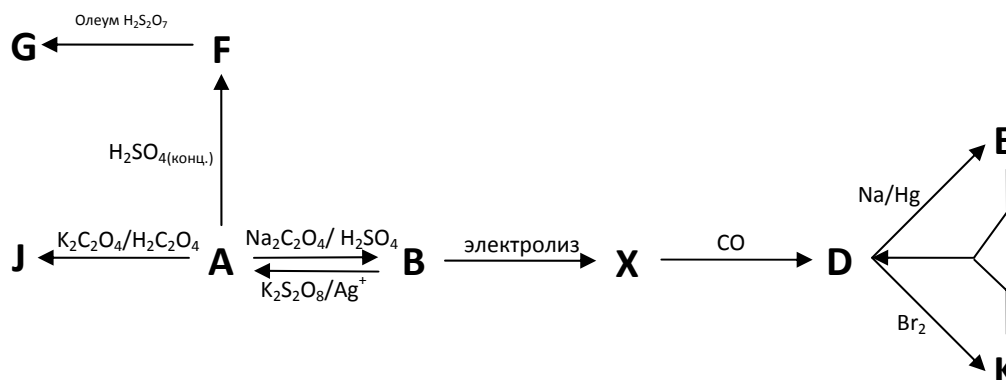 Олеум H₂S₂O₇
G F
H₂SO₄(конц.)
E
Na/Hg
K₂C₂O₄/H₂C₂O₄ Na₂C₂O₄/ H₂SO₄ электролиз CO
J A B X D
K₂S₂O₈/Ag⁺
Br₂
K